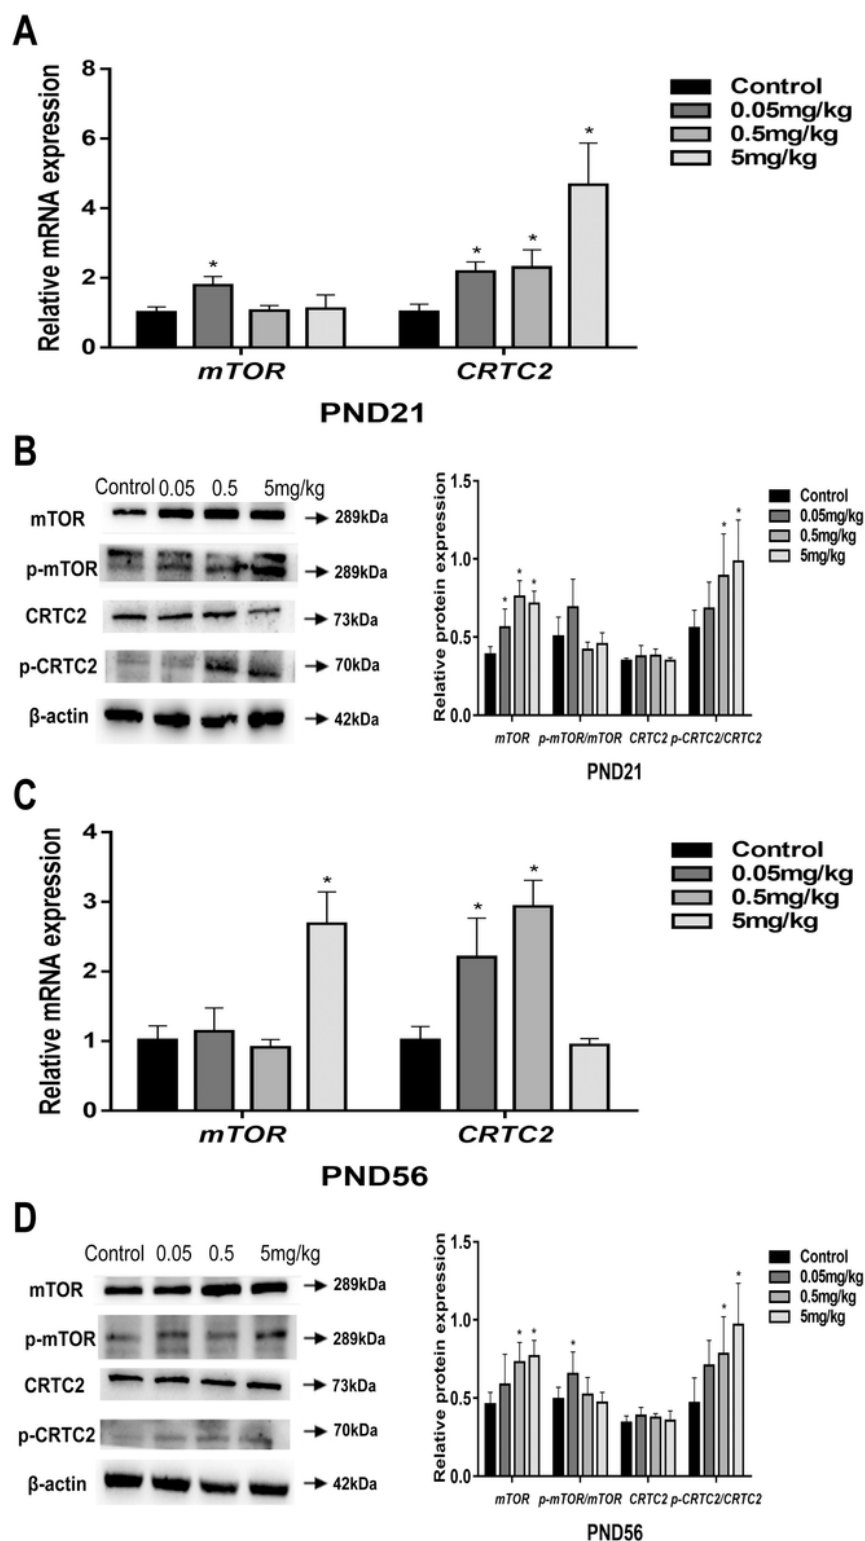 A
Relative mRNA expression
8
6
4
2
0
*
*
*
*
Control
0.05mg/kg
0.5mg/kg
5mg/kg
mTOR
CRTC2
PND21
B
Control 0.05 0.5 5mg/kg
mTOR
289kDa
p-mTOR
289kDa
CRTC2
73kDa
p-CRTC2
70kDa
β-actin
42kDa
Relative protein expression
1.5
1.0
0.5
0.0
* * *
* *
Control
0.05mg/kg
0.5mg/kg
5mg/kg
mTOR p-mTOR/mTOR CRTC2 p-CRTC2/CRTC2
PND21
C
Relative mRNA expression
4
3
2
1
0
*
*
*
Control
0.05mg/kg
0.5mg/kg
5mg/kg
mTOR
CRTC2
PND56
D
Control 0.05 0.5 5mg/kg
mTOR
289kDa
p-mTOR
289kDa
CRTC2
73kDa
p-CRTC2
70kDa
β-actin
42kDa
Relative protein expression
1.5
1.0
0.5
0.0
* *
*
* *
Control
0.05mg/kg
0.5mg/kg
5mg/kg
mTOR p-mTOR/mTOR CRTC2 p-CRTC2/CRTC2
PND56